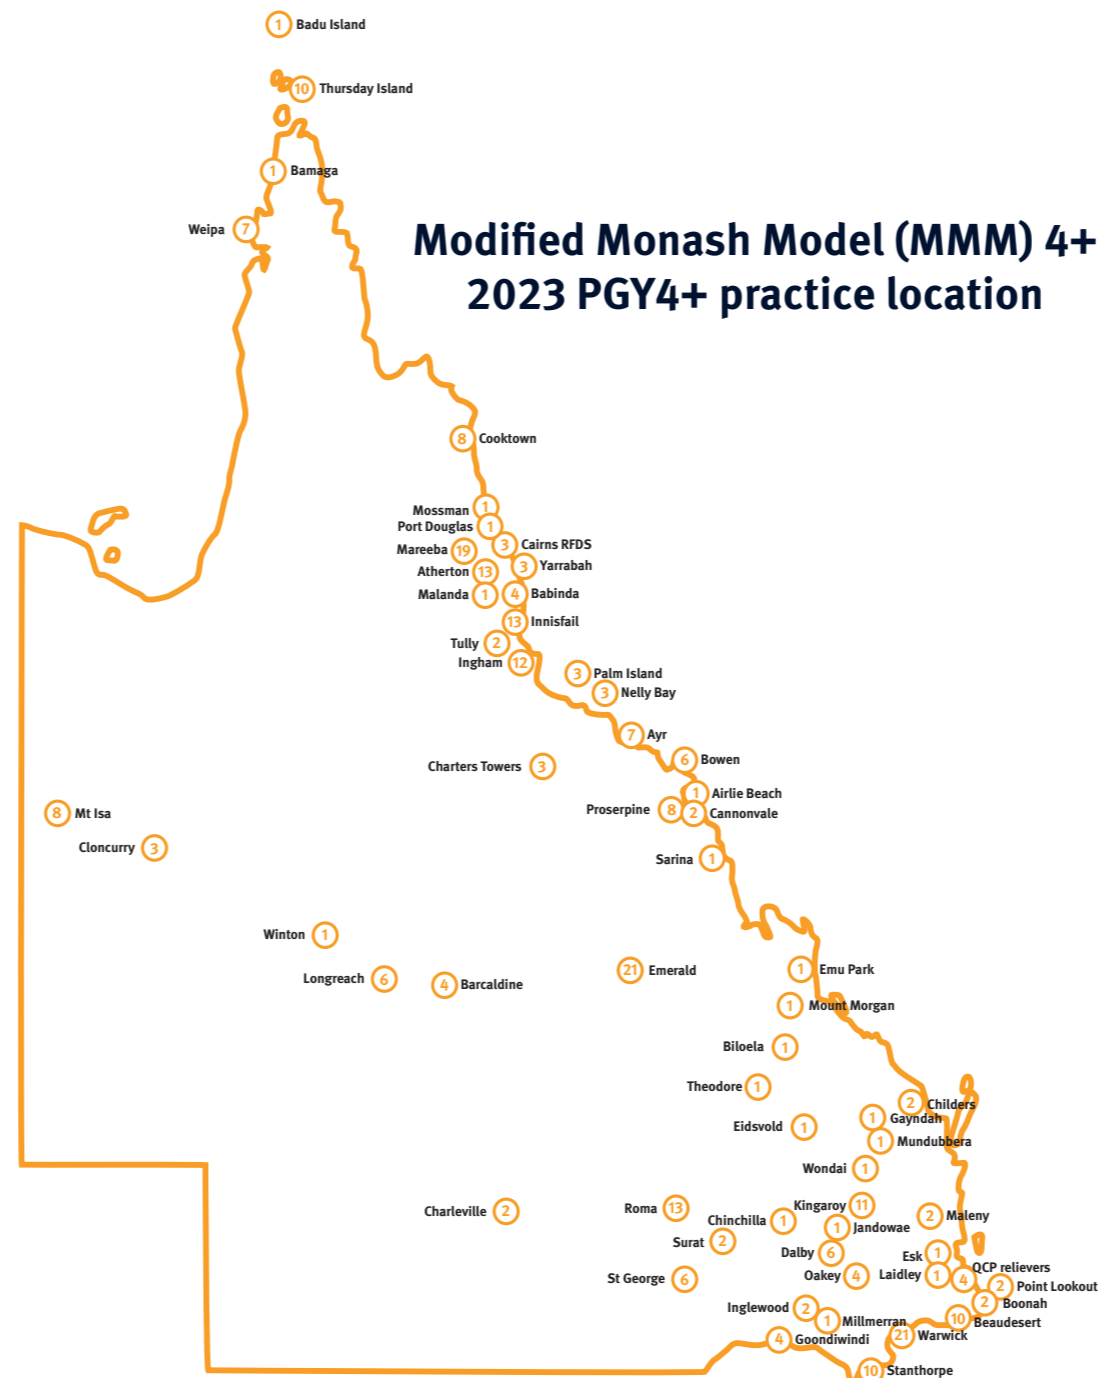 1 Badu Island
10 Thursday Island
1 Bamaga
Weipa 7
Modified Monash Model (MMM) 4+
2023 PGY4+ practice location
8 Cooktown
Mossman 1
Port Douglas 1
3 Cairns RFDS
Mareeba 19
3 Yarrabah
Atherton 13
Malanda 1
4 Babinda
13 Innisfail
Tully 2
Ingham 12
3 Palm Island
3 Nelly Bay
7 Ayr
6 Bowen
Charters Towers 3
1 Airlie Beach
Proserpine 8
2 Cannonvale
8 Mt Isa
Cloncurry 3
Sarina 1
Winton 1
Longreach 6
4 Barcaldine
21 Emerald
1 Emu Park
1 Mount Morgan
Biloela 1
Theodore 1
2 Childers
1 Gayndah
Eidsvold 1
1 Mundubbera
Wondai 1
Kingaroy 11
Charleville 2
Roma 13
Chinchilla 1
2 Maleny
1 Jandowae
Surat 2
Dalby 6
Esk 1
QCP relievers
4
Oakey 4
Laidley 1
St George 6
2 Point Lookout
2 Boonah
Inglewood 2
1 Millmerran
10 Beaudesert
4 Goondiwindi
21 Warwick
10 Stanthorpe